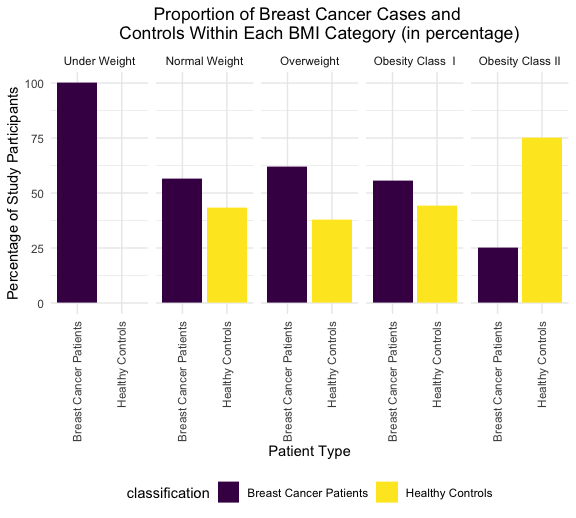 Proportion of Breast Cancer Cases and
Controls Within Each BMI Category (in percentage)
Under Weight
Normal Weight
Overweight
Obesity Class  I
Obesity Class II
Percentage of Study Participants
100
75
50
25
0
Breast Cancer Patients
Healthy Controls
Breast Cancer Patients
Healthy Controls
Breast Cancer Patients
Healthy Controls
Breast Cancer Patients
Healthy Controls
Breast Cancer Patients
Healthy Controls
Patient Type
classification
Breast Cancer Patients
Healthy Controls